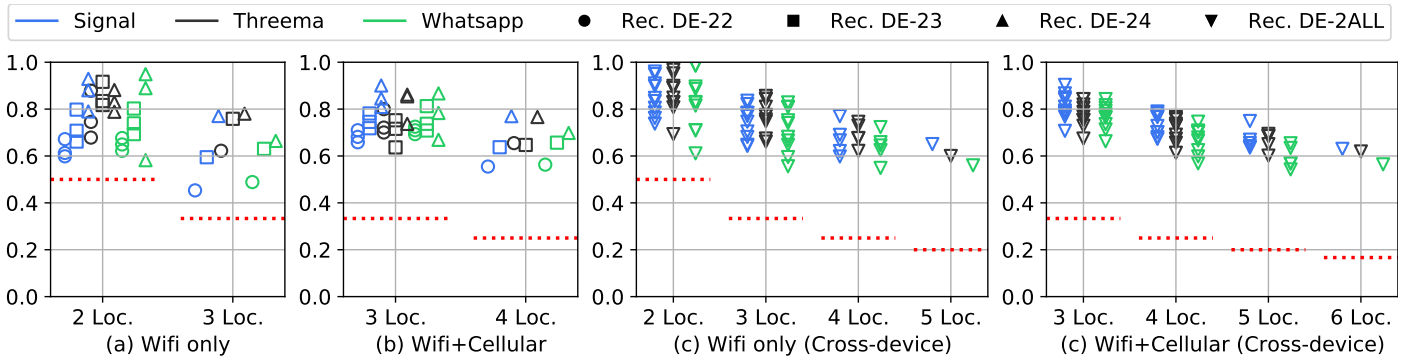 Signal Threema Whatsapp Rec. DE-22 Rec. DE-23 Rec. DE-24 Rec. DE-2ALL
1.0 1.0 1.0 1.0
0.8 0.8 0.8 0.8
0.6 0.6 0.6 0.6
0.4 0.4 0.4 0.4
0.2 0.2 0.2 0.2
0.0 0.0 0.0 0.0
2 Loc. 3 Loc. 3 Loc. 4 Loc. 2 Loc. 3 Loc. 4 Loc. 5 Loc. 3 Loc. 4 Loc. 5 Loc. 6 Loc.
(a) Wifi only (b) Wifi+Cellular (c) Wifi only (Cross-device) (c) Wifi+Cellular (Cross-device)